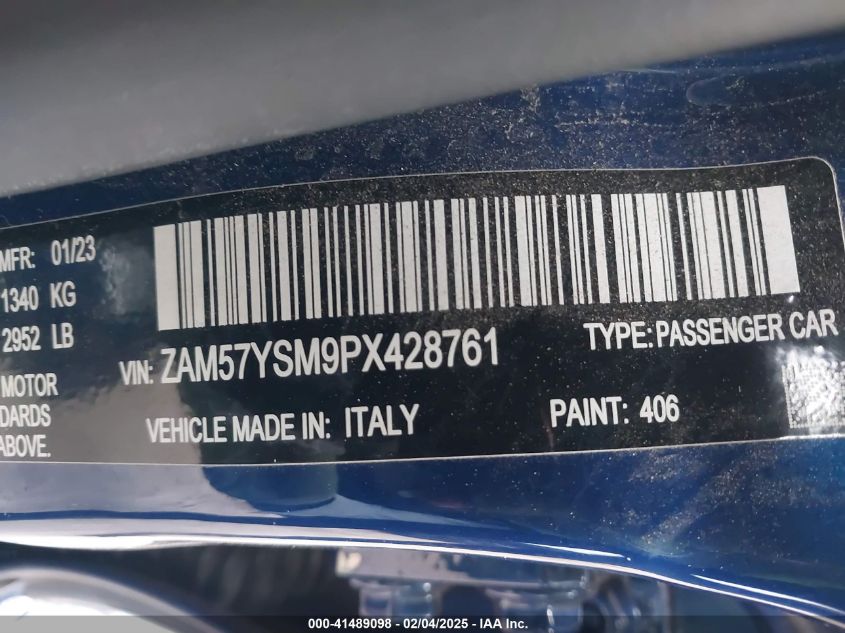 MFR: 01/23
1340 KG
2952 LB
VIN: ZAM57YSM9PX428761
TYPE: PASSENGER CAR
MOTOR
DARDS
ABOVE.
VEHICLE MADE IN: ITALY
PAINT: 406
000-41489098 - 02/04/2025 - IAA Inc.